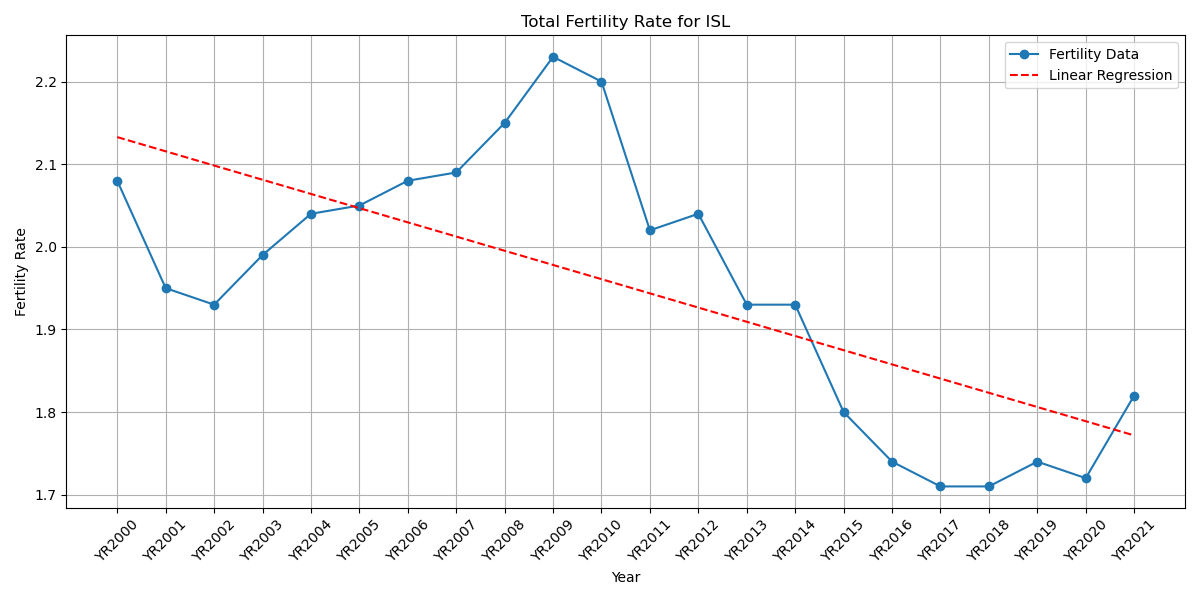 Total Fertility Rate for ISL
Fertility Data
Linear Regression
Fertility Rate
2.2
2.1
2.0
1.9
1.8
1.7
YR2000
YR2001
YR2002
YR2003
YR2004
YR2005
YR2006
YR2007
YR2008
YR2009
YR2010
YR2011
YR2012
YR2013
YR2014
YR2015
YR2016
YR2017
YR2018
YR2019
YR2020
YR2021
Year